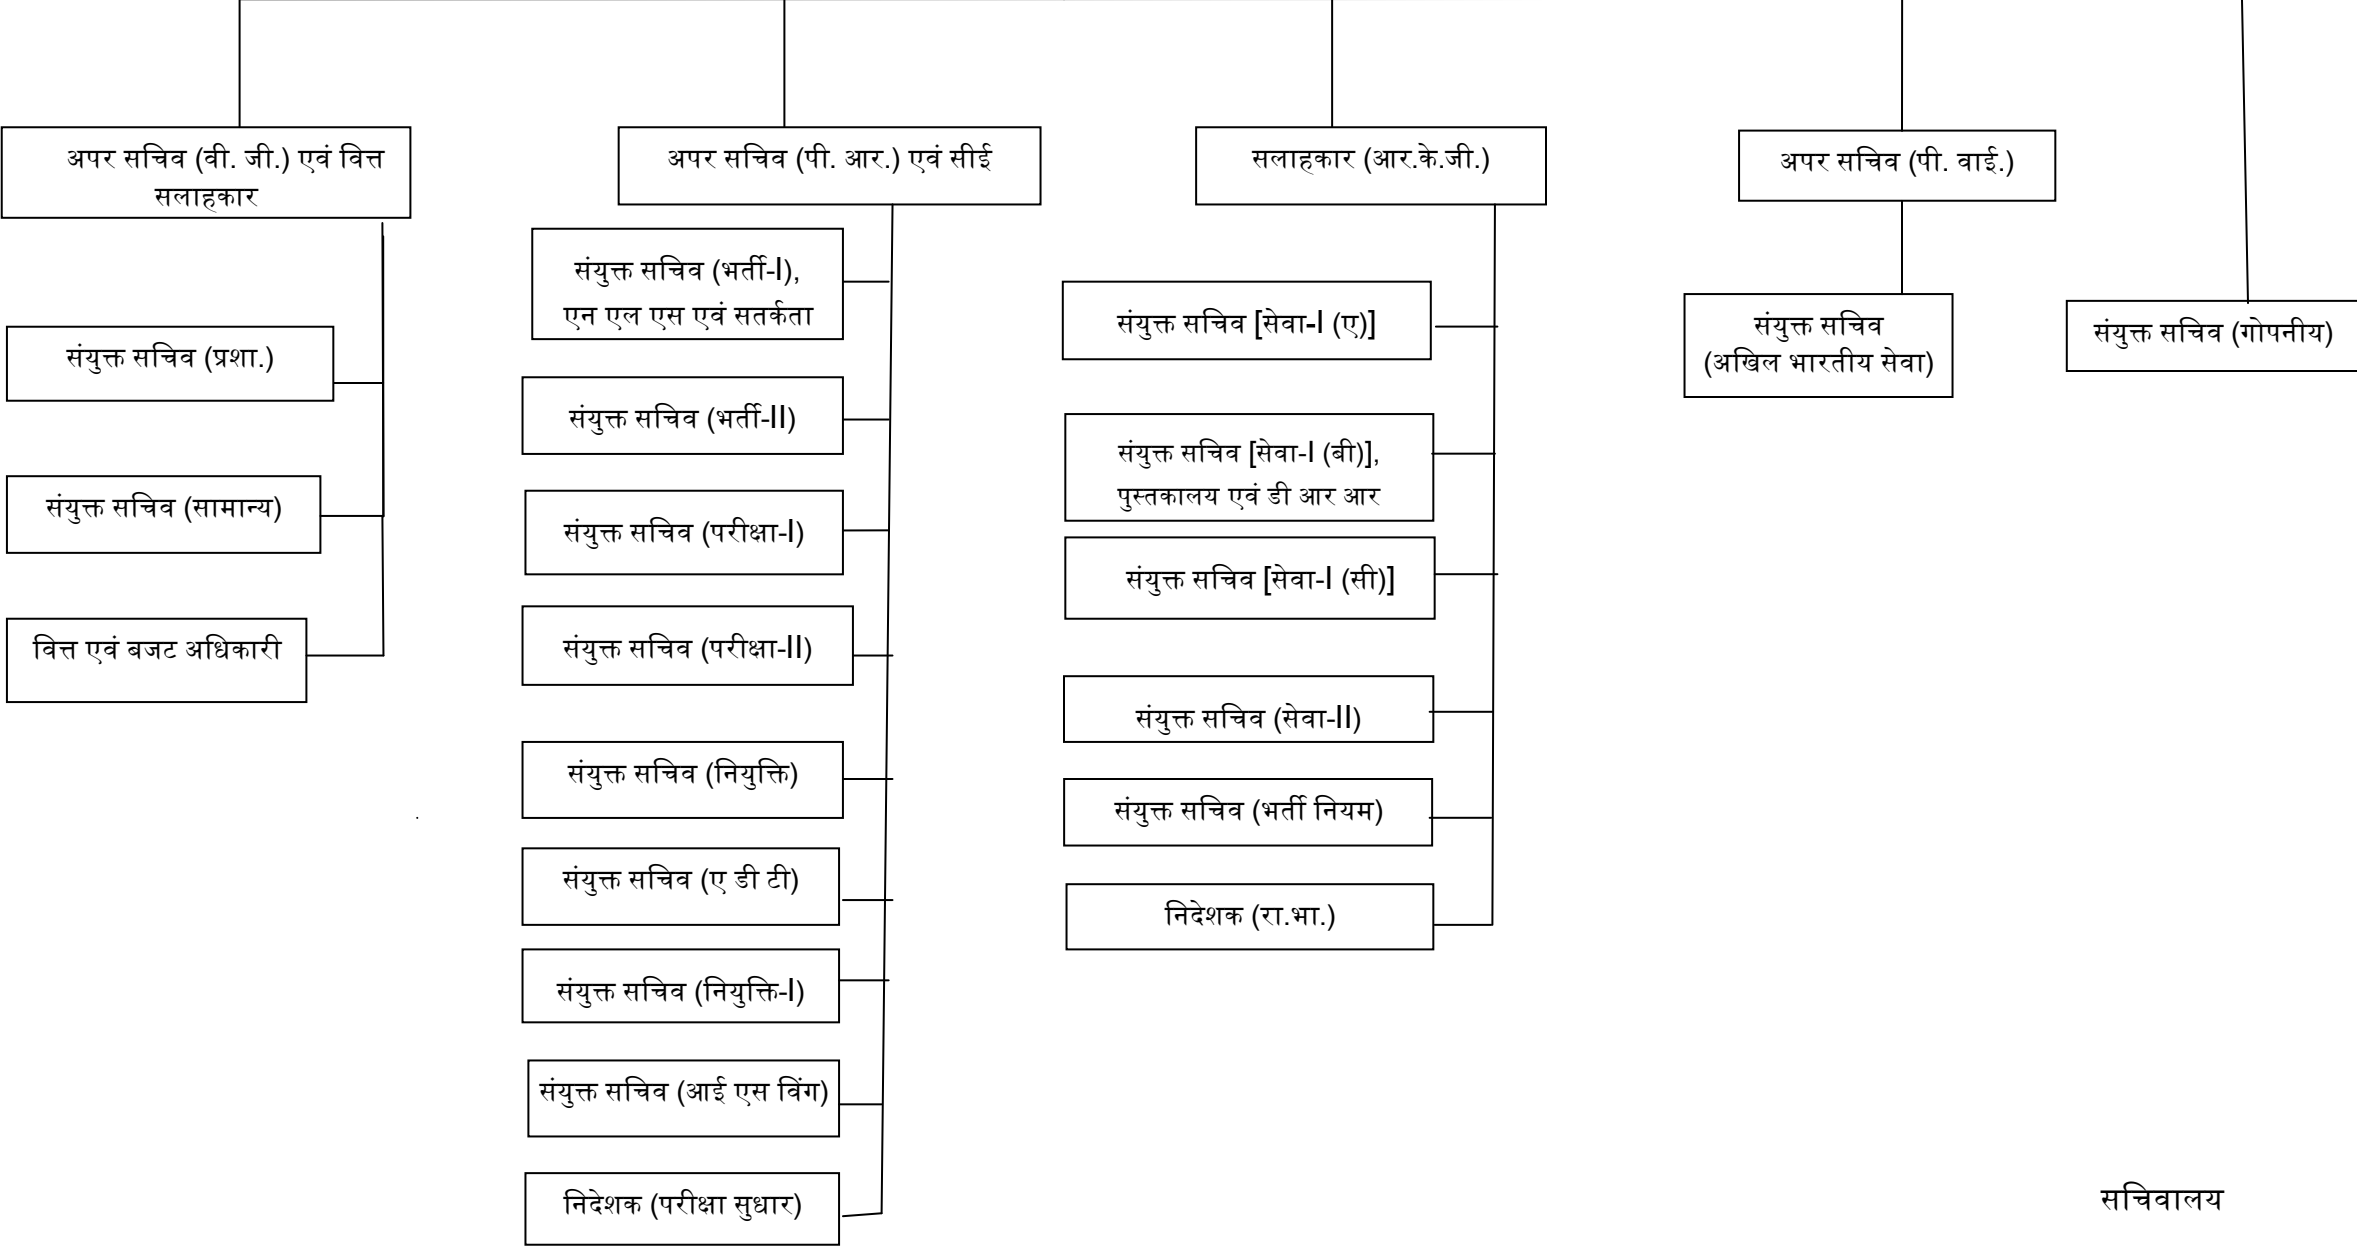 अपर सचिव (वी. जी.) एवं वित्त
सलाहकार
संयुक्त सचिव (प्रशा.)
संयुक्त सचिव (सामान्य)
वित्त एवं बजट अधिकारी
अपर सचिव (पी. आर.) एवं सीई
संयुक्त सचिव (भर्ती-I),
एन एल एस एवं सतर्कता
संयुक्त सचिव (भर्ती-II)
संयुक्त सचिव (परीक्षा-I)
संयुक्त सचिव (परीक्षा-II)
संयुक्त सचिव (नियुक्ति)
संयुक्त सचिव (ए डी टी)
संयुक्त सचिव (नियुक्ति-I)
संयुक्त सचिव (आई एस विंग)
निदेशक (परीक्षा सुधार)
सलाहकार (आर.के.जी.)
संयुक्त सचिव [सेवा-I (ए)]
संयुक्त सचिव [सेवा-I (बी)],
पुस्तकालय एवं डी आर आर
संयुक्त सचिव [सेवा-I (सी)]
संयुक्त सचिव (सेवा-II)
संयुक्त सचिव (भर्ती नियम)
निदेशक (रा.भा.)
अपर सचिव (पी. वाई.)
संयुक्त सचिव
(अखिल भारतीय सेवा)
संयुक्त सचिव (गोपनीय)
सचिवालय